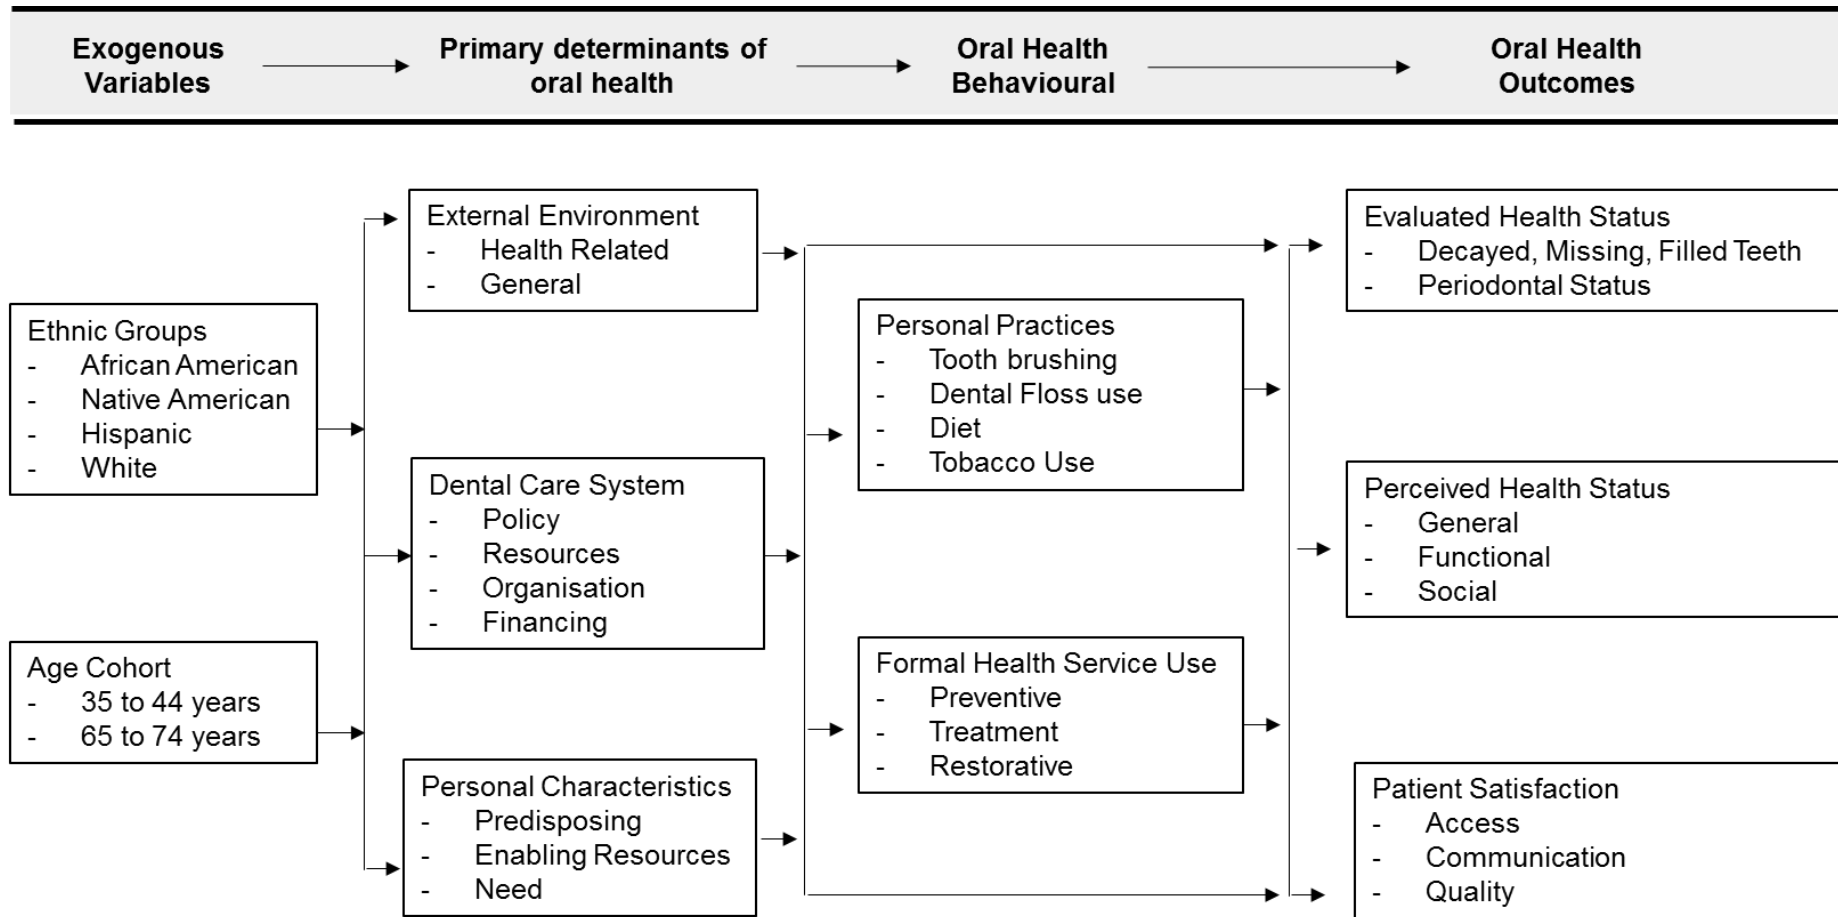 Exogenous
Variables
Primary determinants of
oral health
Oral Health
Behavioural
Oral Health
Outcomes
Ethnic Groups
- African American
- Native American
- Hispanic
- White
Age Cohort
- 35 to 44 years
- 65 to 74 years
External Environment
- Health Related
- General
Dental Care System
- Policy
- Resources
- Organisation
- Financing
Personal Characteristics
- Predisposing
- Enabling Resources
- Need
Personal Practices
- Tooth brushing
- Dental Floss use
- Diet
- Tobacco Use
Formal Health Service Use
- Preventive
- Treatment
- Restorative
Evaluated Health Status
- Decayed, Missing, Filled Teeth
- Periodontal Status
Perceived Health Status
- General
- Functional
- Social
Patient Satisfaction
- Access
- Communication
- Quality